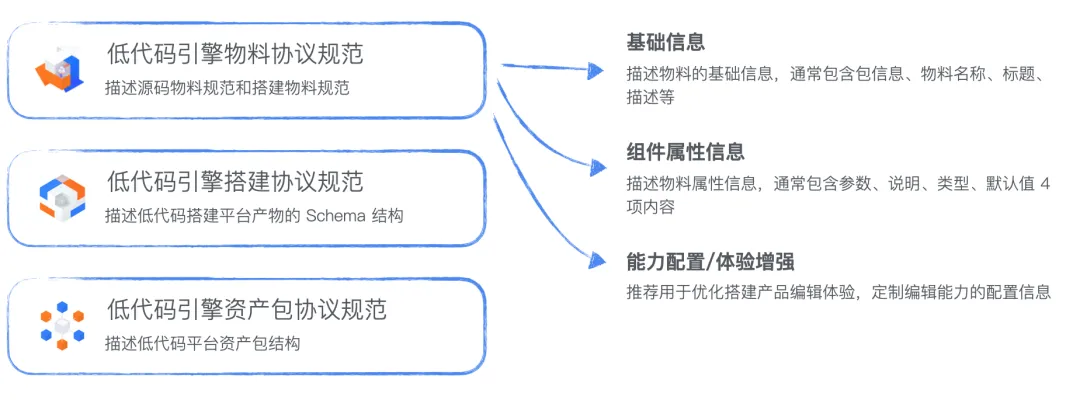 低代码引擎物料协议规范
描述源码物料规范和搭建物料规范
低代码引擎搭建协议规范
描述低代码搭建平台产物的 Schema 结构
低代码引擎资产包协议规范
描述低代码平台资产包结构
基础信息
描述物料的基础信息，通常包含包信息、物料名称、标题、
描述等
组件属性信息
描述物料属性信息，通常包含参数、说明、类型、默认值 4
项内容
能力配置/体验增强
推荐用于优化搭建产品编辑体验，定制编辑能力的配置信息